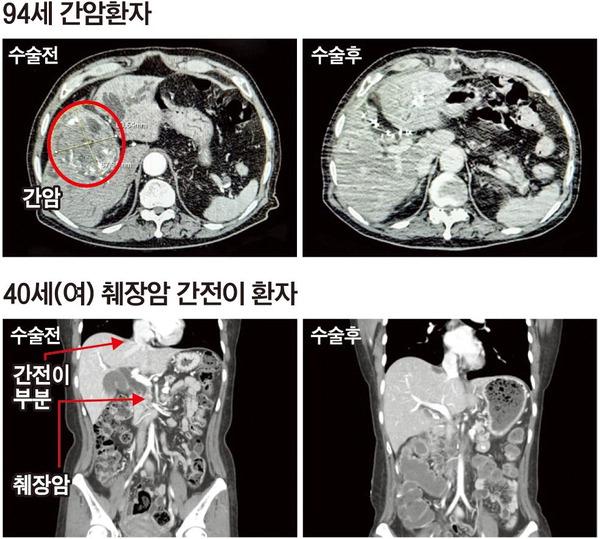 94세 간암환자
수술전
수술후
간암
40세(여) 췌장암 간전이 환자
수술전
수술후
간전이
부분
췌장암